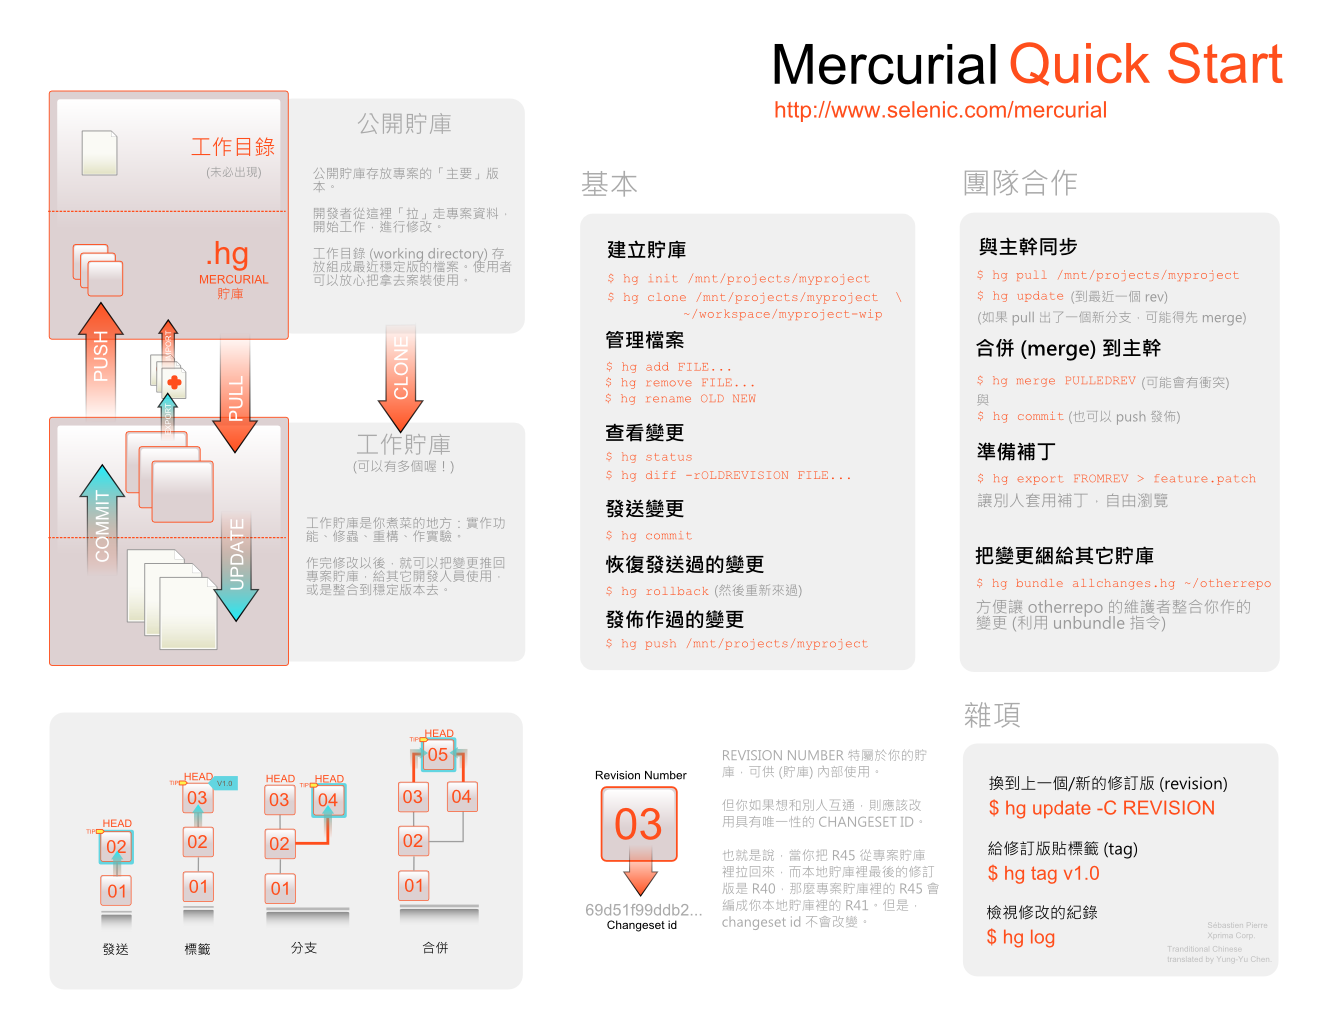 Mercurial Quick Start
http://www.selenic.com/mercurial
工作目錄
(未必出現)
.hg
MERCURIAL
貯庫
公開貯庫
公開貯庫存放專案的「主要」版
本。
開發者從這裡「拉」走專案資料，
開始工作，進行修改。
工作目錄 (working directory) 存
放組成最近穩定版的檔案。使用者
可以放心把拿去案裝使用。
PUSH
PULL
CLONE
工作貯庫
(可以有多個喔！)
COMMIT
UPDATE
工作貯庫是你煮菜的地方：實作功
能、修蟲、重構、作實驗。
作完修改以後，就可以把變更推回
專案貯庫，給其它開發人員使用，
或是整合到穩定版本去。
基本
建立貯庫
$ hg init /mnt/projects/myproject
$ hg clone /mnt/projects/myproject \
~/workspace/myproject-wip
管理檔案
$ hg add FILE...
$ hg remove FILE...
$ hg rename OLD NEW
查看變更
$ hg status
$ hg diff -rOLDREVISION FILE...
發送變更
$ hg commit
恢復發送過的變更
$ hg rollback (然後重新來過)
發佈作過的變更
$ hg push /mnt/projects/myproject
團隊合作
與主幹同步
$ hg pull /mnt/projects/myproject
$ hg update (到最近一個 rev)
(如果 pull 出了一個新分支，可能得先 merge)
合併 (merge) 到主幹
$ hg merge PULLEDREV (可能會有衝突)
與
$ hg commit (也可以 push 發佈)
準備補丁
$ hg export FROMREV > feature.patch
讓別人套用補丁，自由瀏覽
把變更綑給其它貯庫
$ hg bundle allchanges.hg ~/otherrepo
方便讓 otherrepo 的維護者整合你作的
變更 (利用 unbundle 指令)
HEAD
TIP
02
01
發送
HEAD
TIP
V1.0
03
02
01
標籤
HEAD
HEAD
TIP
03
04
02
01
分支
HEAD
TIP
05
03
04
02
01
合併
Revision Number
03
69d51f99ddb2...
Changeset id
REVISION NUMBER 特屬於你的貯
庫，可供 (貯庫) 內部使用。
但你如果想和別人互通，則應該改
用具有唯一性的 CHANGESET ID。
也就是說，當你把 R45 從專案貯庫
裡拉回來，而本地貯庫裡最後的修訂
版是 R40，那麼專案貯庫裡的 R45 會
編成你本地貯庫裡的 R41。但是，
changeset id 不會改變。
雜項
換到上一個/新的修訂版 (revision)
$ hg update -C REVISION
給修訂版貼標籤 (tag)
$ hg tag v1.0
檢視修改的紀錄
$ hg log
Sébastien Pierre
Xprima Corp.
Tranditional Chinese
translated by Yung-Yu Chen.